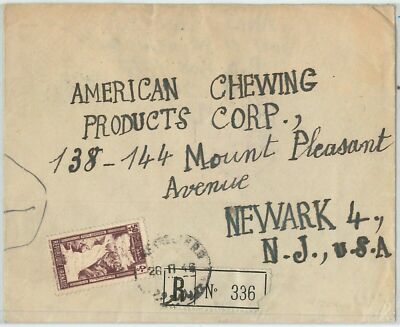 AMERICAN CHEWING
PRODUCTS CORP.,
138-144 Mount Pleasant
Avenue
NEWARK 4.,
N.J., U.S.A
R N° 336